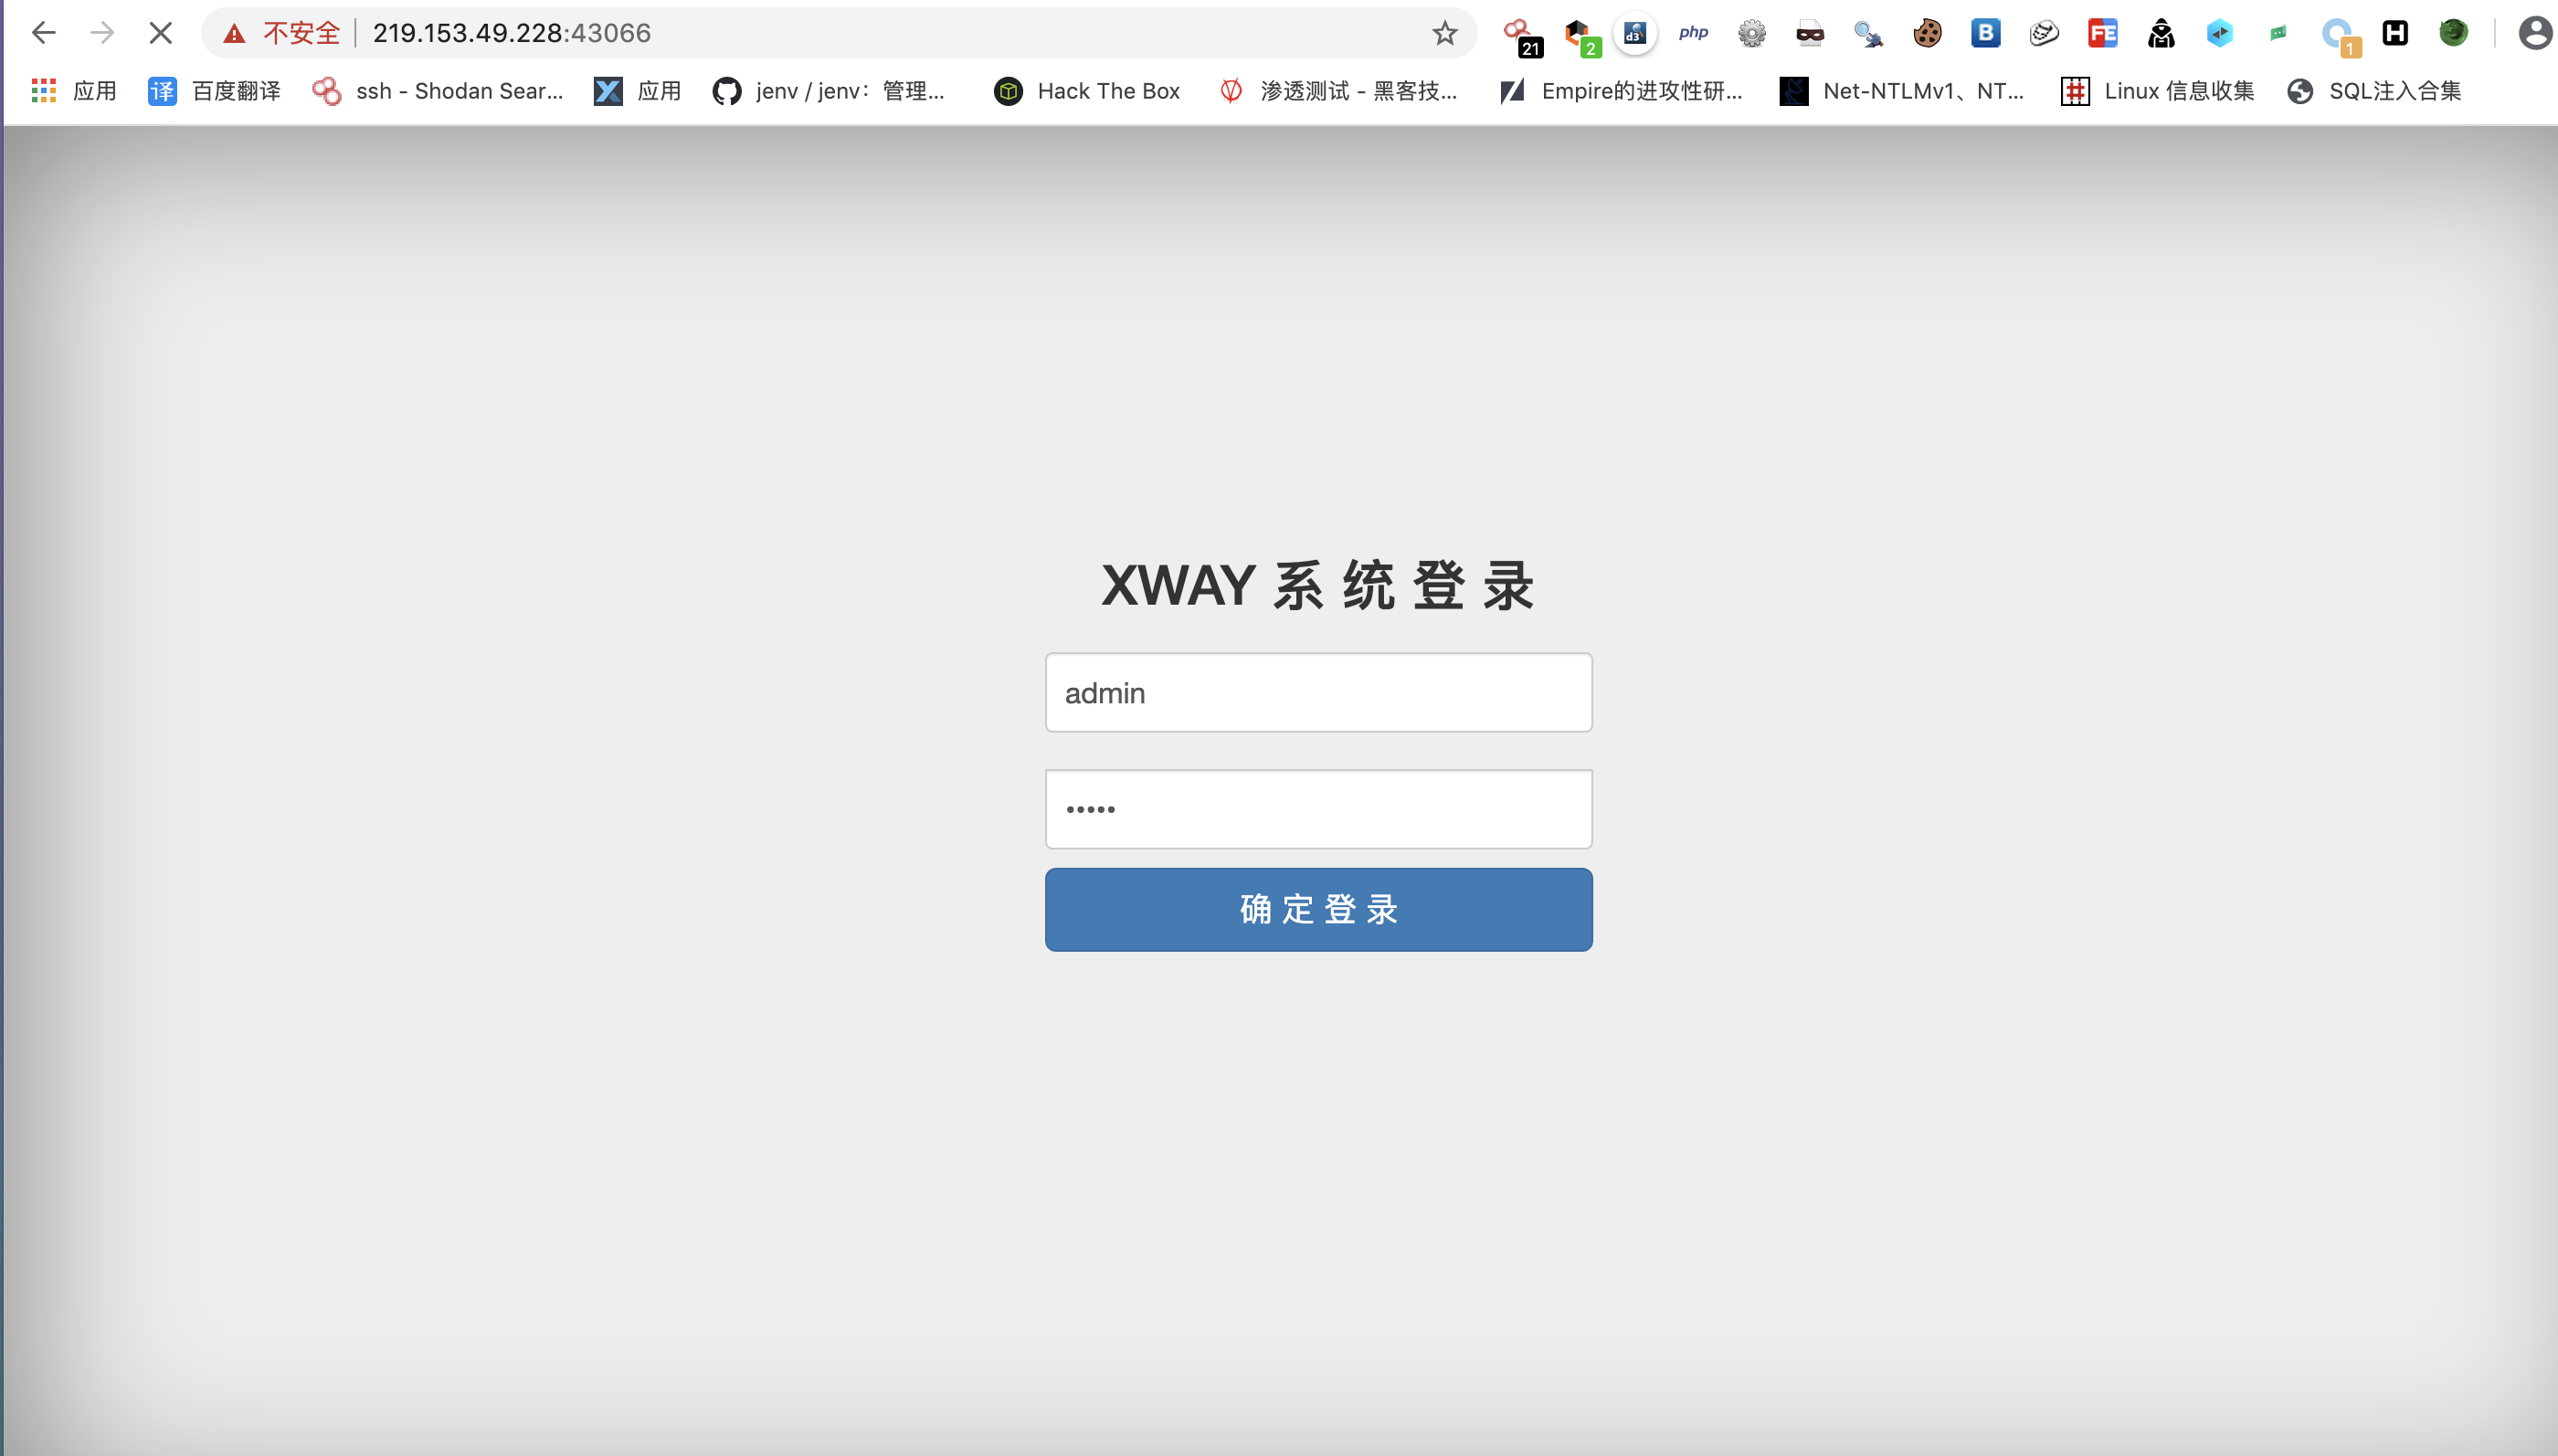 不安全 219.153.49.228:43066 21 2 d3 php B FE 1 H
应用 译 百度翻译 ssh - Shodan Sear... 应用 jenv / jenv：管理... Hack The Box 渗透测试 - 黑客技... Empire的进攻性研... Net-NTLMv1、NT... Linux 信息收集 SQL注入合集
XWAY 系 统 登 录
admin
•••••
确 定 登 录